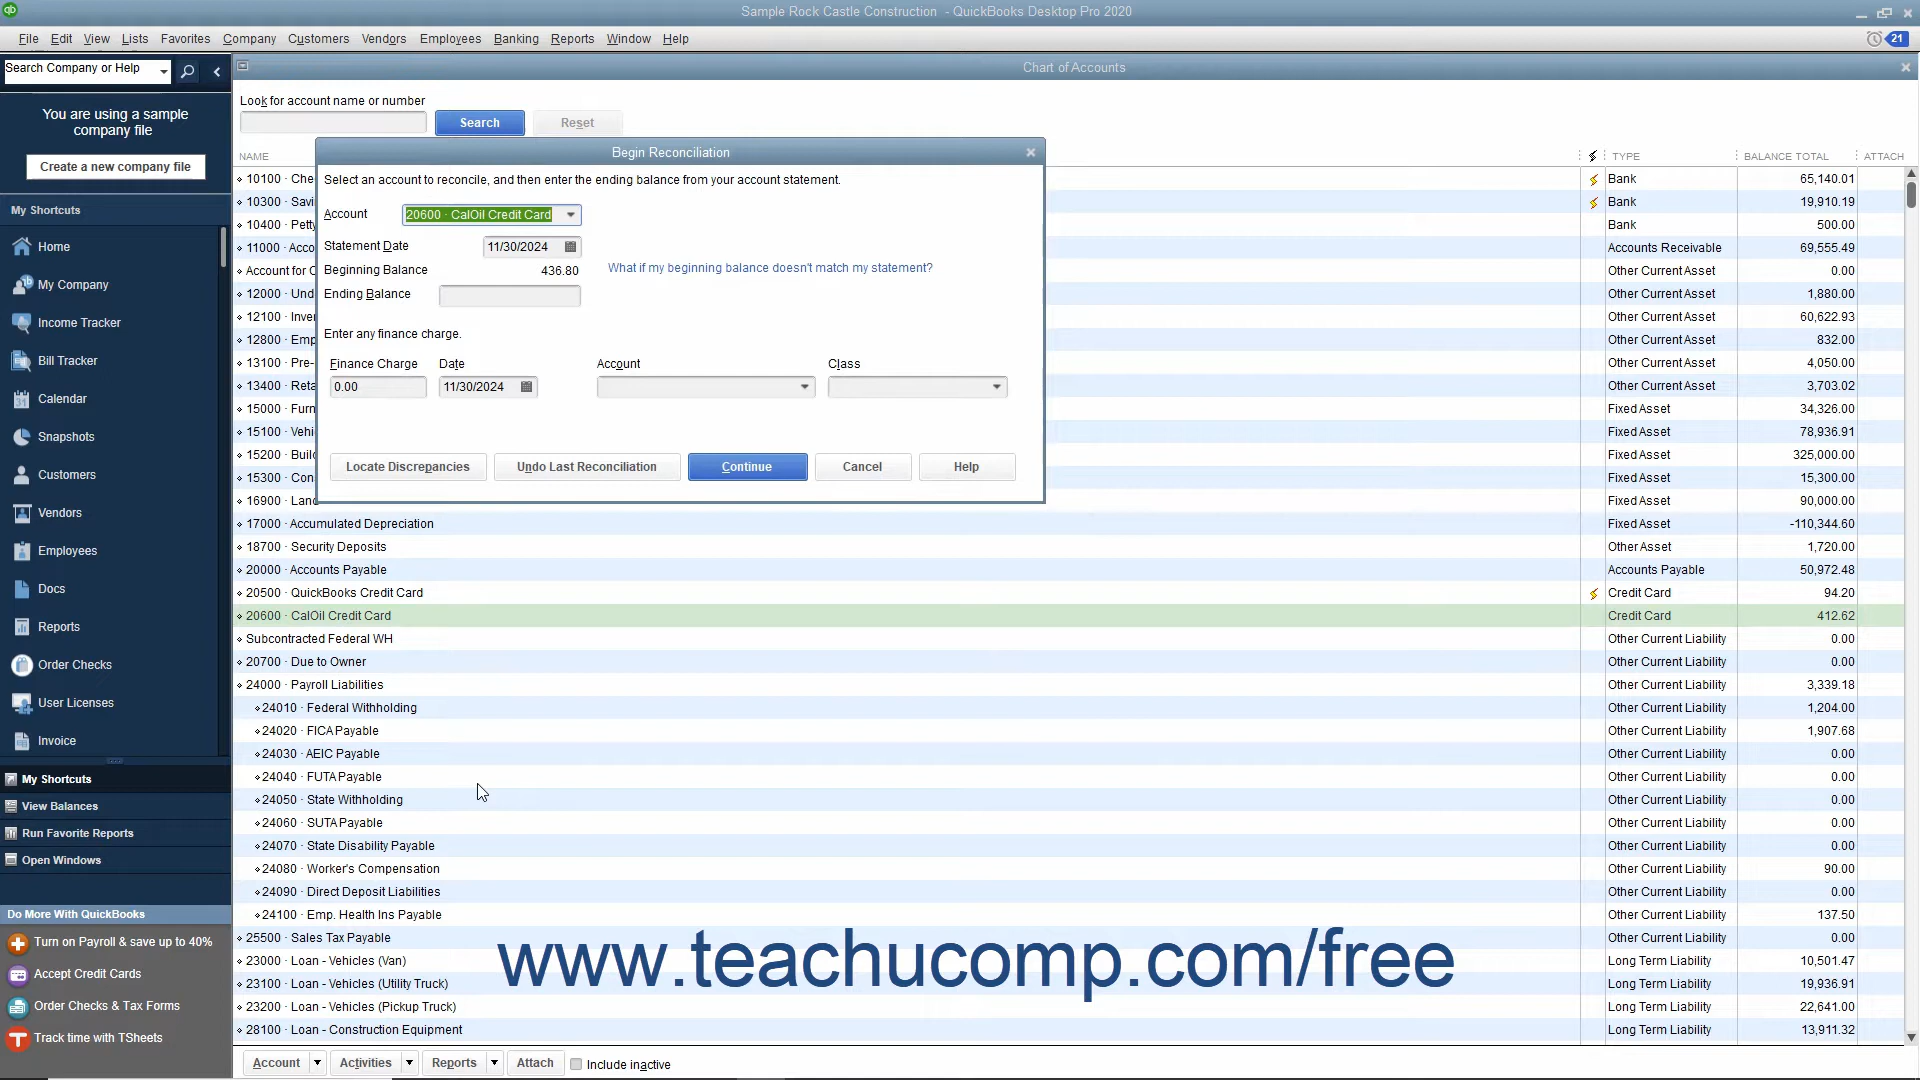 Sample Rock Castle Construction - QuickBooks Desktop Pro 2020
File Edit View Lists Favorites Company Customers Vendors Employees Banking Reports Window Help
21
Search Company or Help
Chart of Accounts
You are using a sample
company file
Create a new company file
My Shortcuts
Home
My Company
Income Tracker
Bill Tracker
Calendar
Snapshots
Customers
Vendors
Employees
Docs
Reports
Order Checks
User Licenses
Invoice
My Shortcuts
View Balances
Run Favorite Reports
Open Windows
Do More With QuickBooks
Turn on Payroll & save up to 40%
Accept Credit Cards
Order Checks & Tax Forms
Track time with TSheets
Look for account name or number
Search Reset
NAME TYPE BALANCE TOTAL ATTACH
Begin Reconciliation
Select an account to reconcile, and then enter the ending balance from your account statement.
Account 20600 · CalOil Credit Card
Statement Date 11/30/2024
Beginning Balance 436.80 What if my beginning balance doesn't match my statement?
Ending Balance
Enter any finance charge.
Finance Charge Date Account Class
0.00 11/30/2024
Locate Discrepancies Undo Last Reconciliation Continue Cancel Help
10100 · Che Bank 65,140.01
10300 · Savi Bank 19,910.19
10400 · Petty Bank 500.00
11000 · Acco Accounts Receivable 69,555.49
Account for C Other Current Asset 0.00
12000 · Und Other Current Asset 1,880.00
12100 · Inver Other Current Asset 60,622.93
12800 · Emp Other Current Asset 832.00
13100 · Pre- Other Current Asset 4,050.00
13400 · Reta Other Current Asset 3,703.02
15000 · Furn Fixed Asset 34,326.00
15100 · Vehi Fixed Asset 78,936.91
15200 · Build Fixed Asset 325,000.00
15300 · Con Fixed Asset 15,300.00
16900 · Land Fixed Asset 90,000.00
17000 · Accumulated Depreciation Fixed Asset -110,344.60
18700 · Security Deposits Other Asset 1,720.00
20000 · Accounts Payable Accounts Payable 50,972.48
20500 · QuickBooks Credit Card Credit Card 94.20
20600 · CalOil Credit Card Credit Card 412.62
Subcontracted Federal WH Other Current Liability 0.00
20700 · Due to Owner Other Current Liability 0.00
24000 · Payroll Liabilities Other Current Liability 3,339.18
24010 · Federal Withholding Other Current Liability 1,204.00
24020 · FICA Payable Other Current Liability 1,907.68
24030 · AEIC Payable Other Current Liability 0.00
24040 · FUTA Payable Other Current Liability 0.00
24050 · State Withholding Other Current Liability 0.00
24060 · SUTA Payable Other Current Liability 0.00
24070 · State Disability Payable Other Current Liability 0.00
24080 · Worker's Compensation Other Current Liability 90.00
24090 · Direct Deposit Liabilities Other Current Liability 0.00
24100 · Emp. Health Ins Payable Other Current Liability 137.50
25500 · Sales Tax Payable Other Current Liability 0.00
23000 · Loan - Vehicles (Van) Long Term Liability 10,501.47
23100 · Loan - Vehicles (Utility Truck) Long Term Liability 19,936.91
23200 · Loan - Vehicles (Pickup Truck) Long Term Liability 22,641.00
28100 · Loan - Construction Equipment Long Term Liability 13,911.32
www.teachucomp.com/free
Account Activities Reports Attach Include inactive